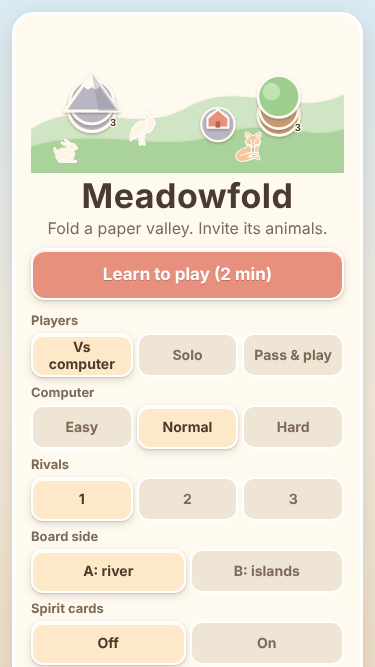 3
3
Meadowfold
Fold a paper valley. Invite its animals.
Learn to play (2 min)
Players
Vs
computer
Solo
Pass & play
Computer
Easy
Normal
Hard
Rivals
1
2
3
Board side
A: river
B: islands
Spirit cards
Off
On